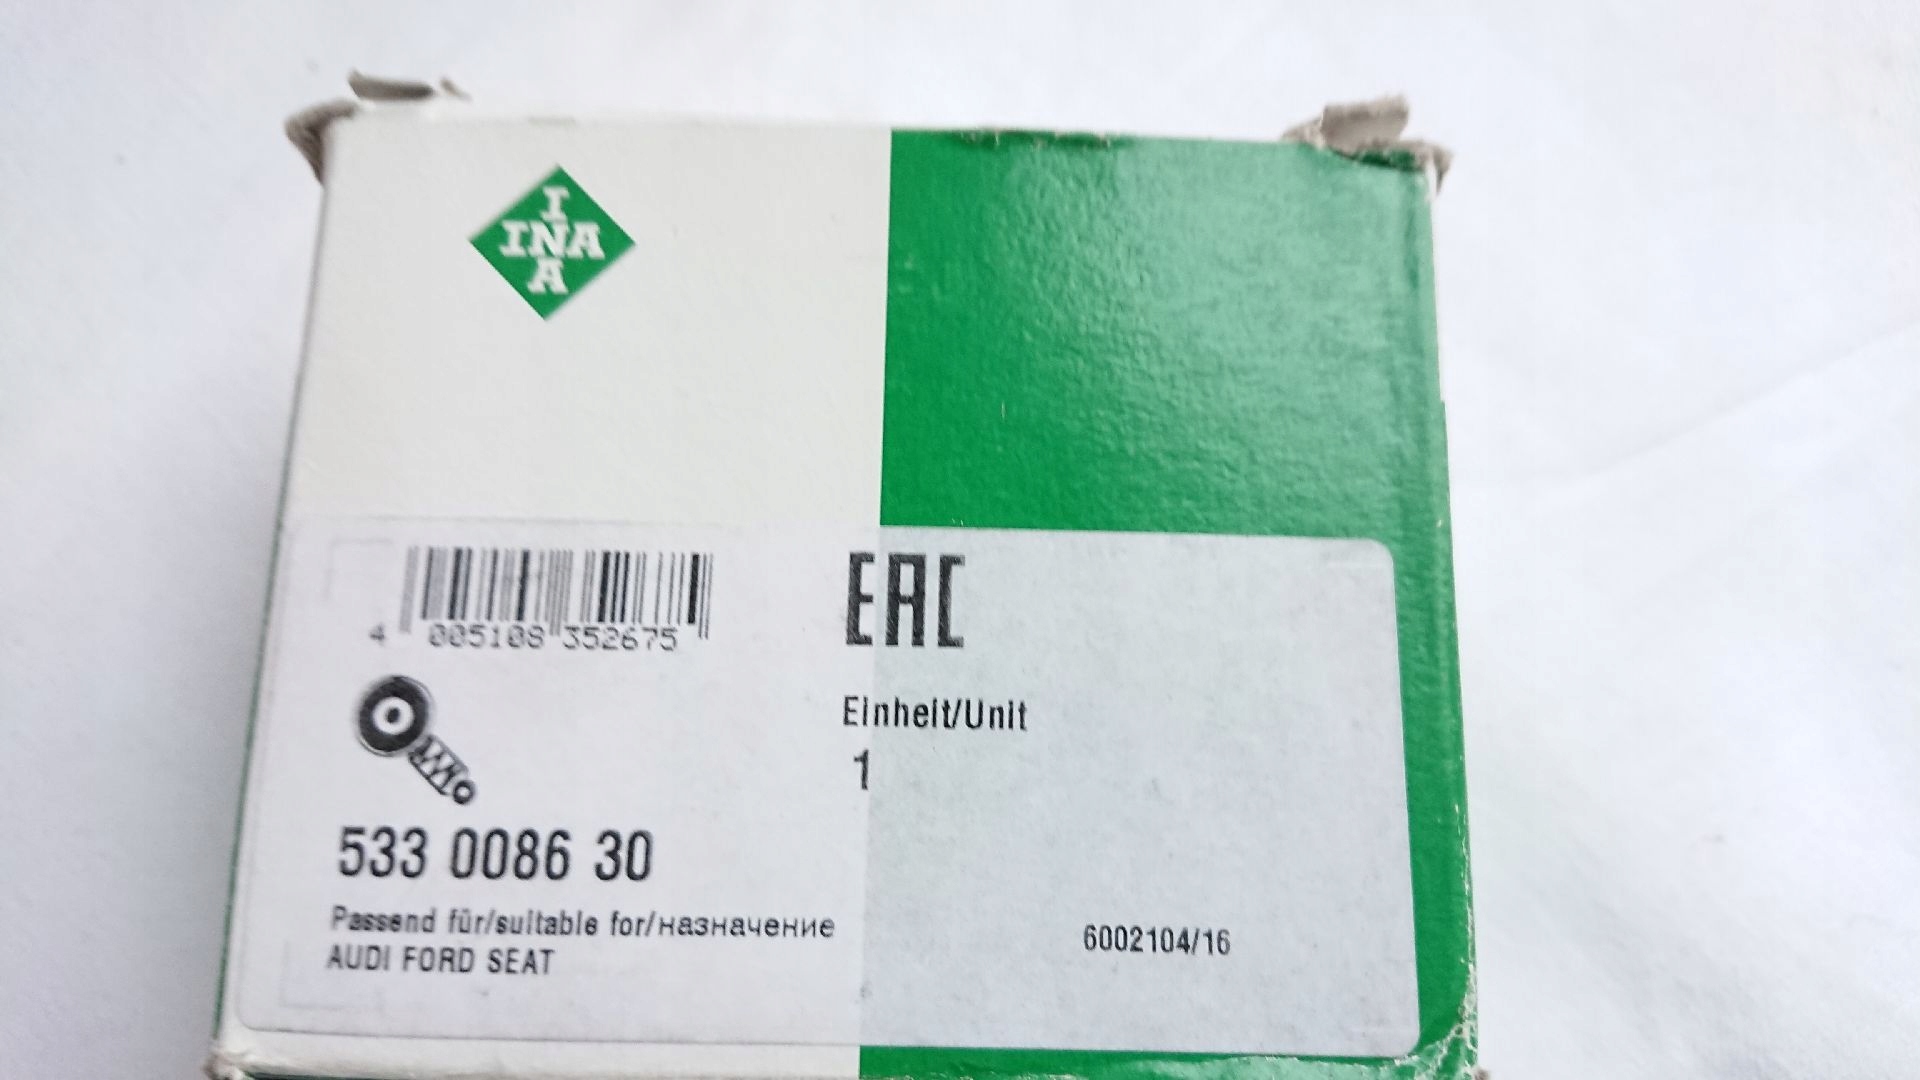 I
INA
A
4 005108 352675
EAC
Einheit/Unit
1
533 0086 30
Passend für/suitable for/назначение
AUDI FORD SEAT
6002104/16